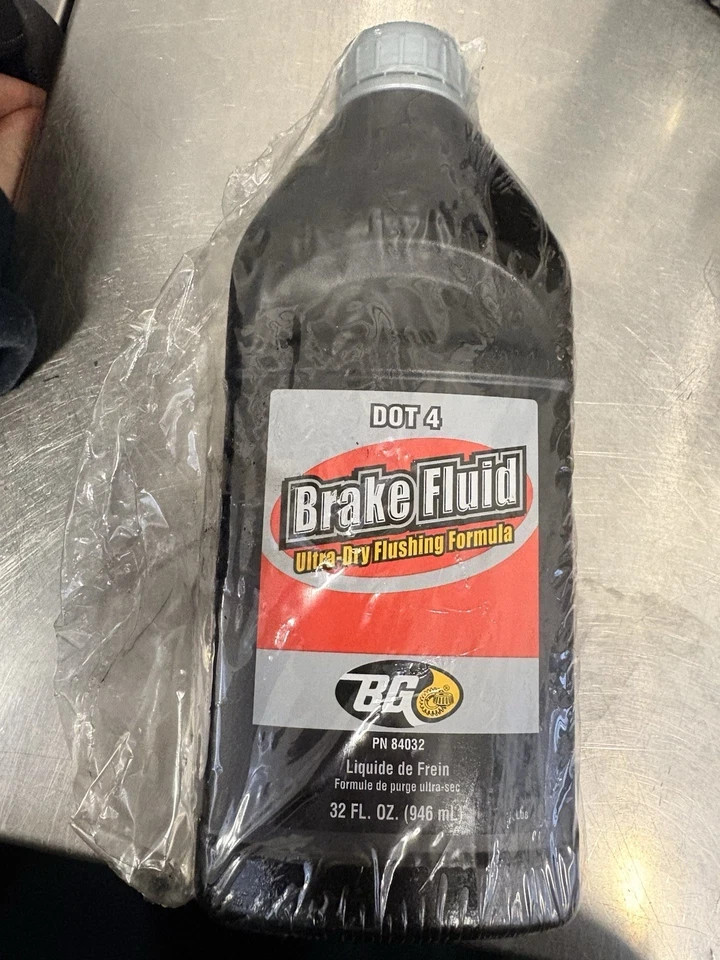 DOT 4
Brake Fluid
Ultra-Dry Flushing Formula
BG®
PN 84032
Liquide de Frein
Formule de purge ultra-sec
32 FL. OZ. (946 mL)